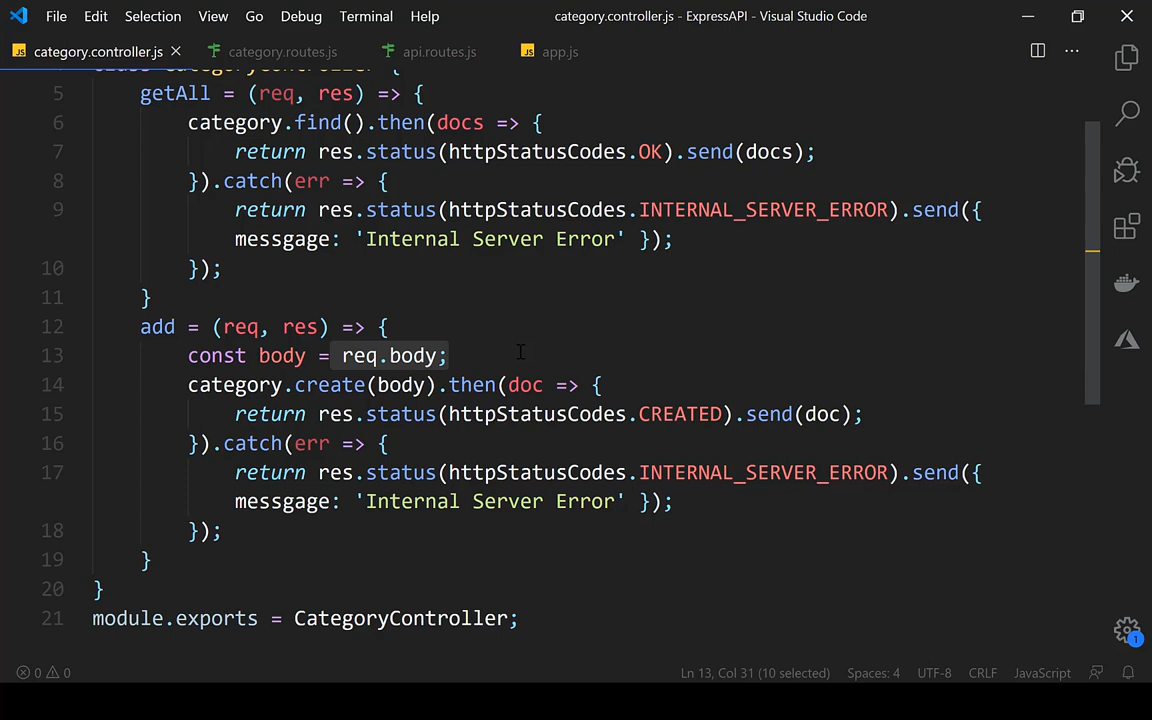 File Edit Selection View Go Debug Terminal Help category.controller.js - ExpressAPI - Visual Studio Code
JS category.controller.js category.routes.js api.routes.js JS app.js
class CategoryController {
5 getAll = (req, res) => {
6 category.find().then(docs => {
7 return res.status(httpStatusCodes.OK).send(docs);
8 }).catch(err => {
9 return res.status(httpStatusCodes.INTERNAL_SERVER_ERROR).send({
messgage: 'Internal Server Error' });
10 });
11 }
12 add = (req, res) => {
13 const body = req.body;
14 category.create(body).then(doc => {
15 return res.status(httpStatusCodes.CREATED).send(doc);
16 }).catch(err => {
17 return res.status(httpStatusCodes.INTERNAL_SERVER_ERROR).send({
messgage: 'Internal Server Error' });
18 });
19 }
20 }
21 module.exports = CategoryController;
1
0 0 Ln 13, Col 31 (10 selected) Spaces: 4 UTF-8 CRLF JavaScript